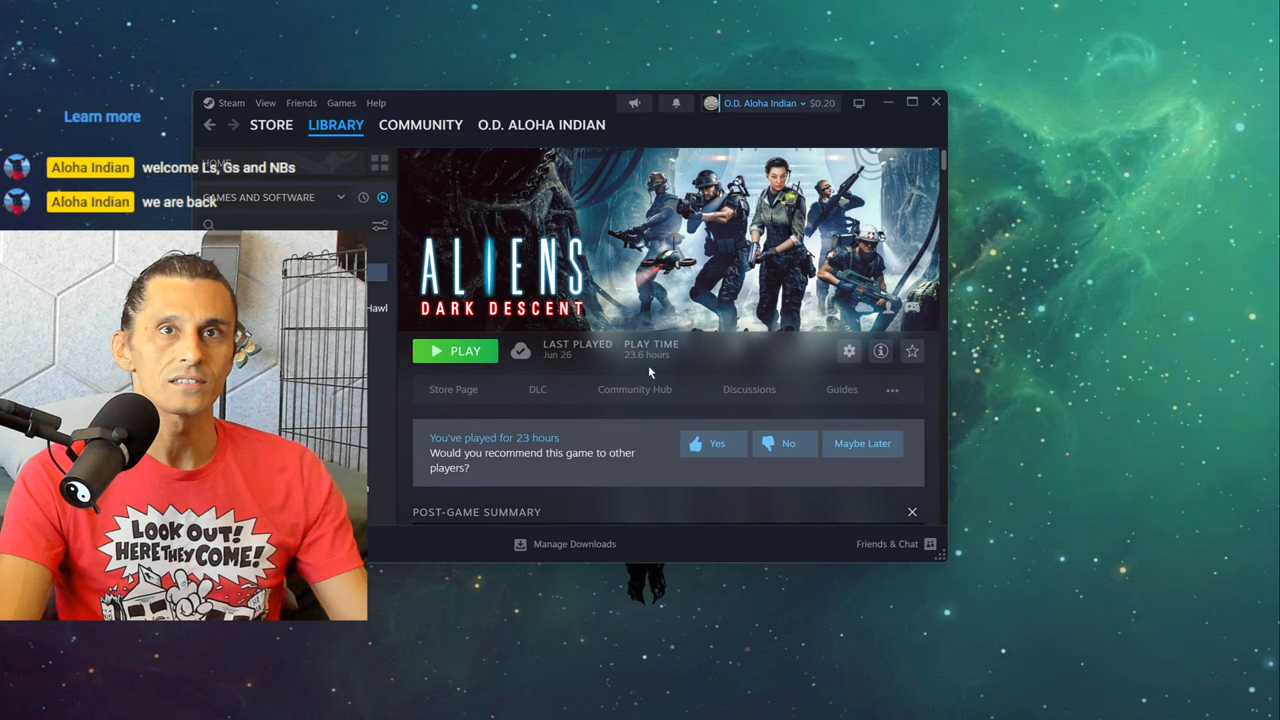 Steam View Friends Games Help
O.D. Aloha Indian $0.20
STORE LIBRARY COMMUNITY O.D. ALOHA INDIAN
Learn more
Aloha Indian welcome Ls, Gs and NBs
Aloha Indian we are back
GAMES AND SOFTWARE
Hawl
ALIENS
DARK DESCENT
PLAY
LAST PLAYED
Jun 26
PLAY TIME
23.6 hours
Store Page DLC Community Hub Discussions Guides
You've played for 23 hours
Would you recommend this game to other
players?
Yes No Maybe Later
POST-GAME SUMMARY
Manage Downloads
Friends & Chat
LOOK OUT!
HERE THEY COME!